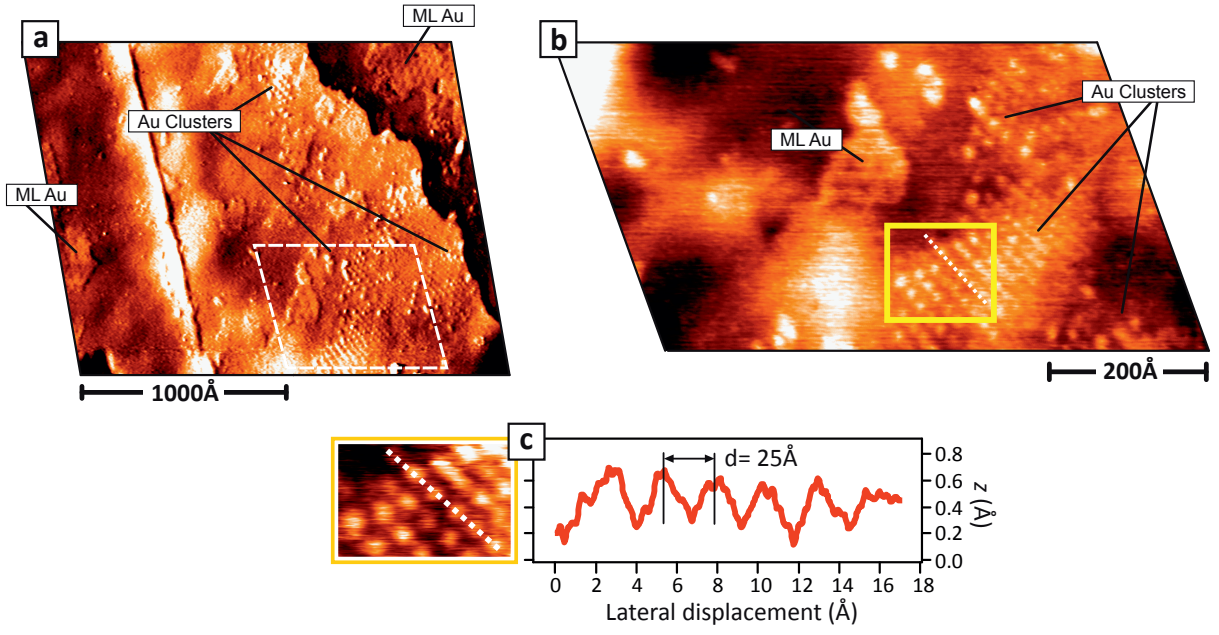 ML Au
a
b
Au Clusters
Au Clusters
ML Au
ML Au
1000Å
200Å
c
d= 25Å
0.8
0.6
0.4
0.2
0.0
z (Å)
0 2 4 6 8 10 12 14 16 18
Lateral displacement (Å)